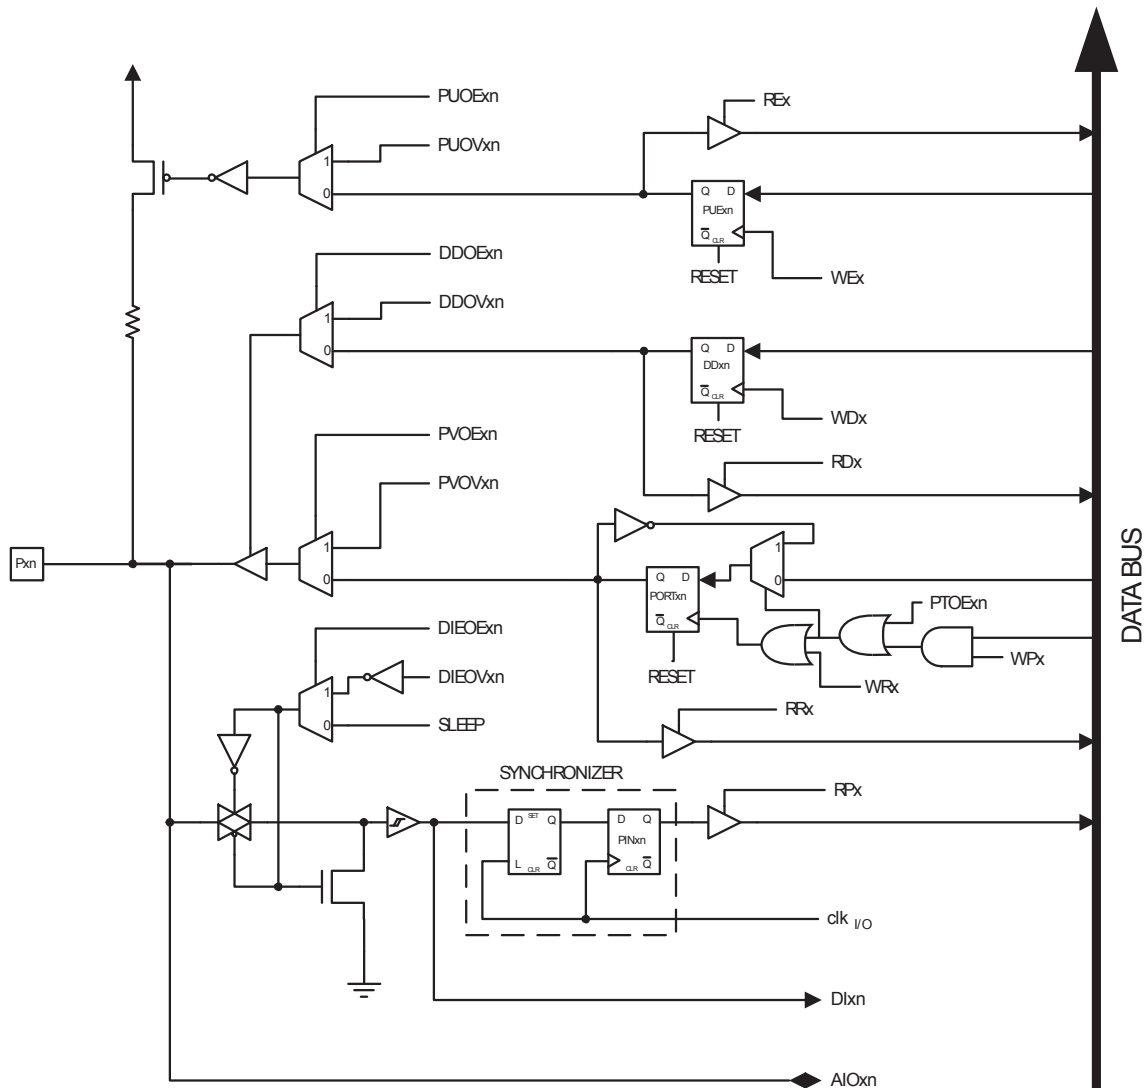 PUOExn
REx
PUOVxn
1
0
Q D
PUExn
Q CLR
RESET
WEx
DDOExn
DDOVxn
1
0
Q D
DDxn
Q CLR
RESET
WDx
PVOExn
RDx
PVOVxn
Pxn
1
0
Q D
PORTxn
Q CLR
RESET
1
0
PTOExn
WPx
WRx
DATA BUS
DIEOExn
DIEOVxn
1
0
SLEEP
RRx
SYNCHRONIZER
RPx
D SET Q
L CLR Q
D Q
PINxn
CLR Q
clk I/O
DIxn
AIOxn